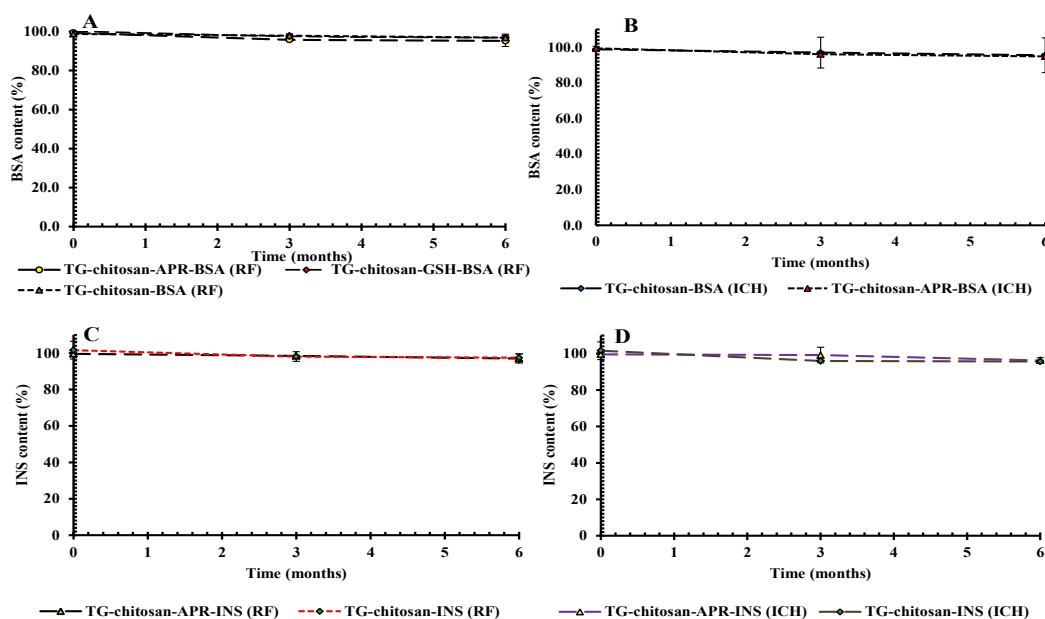 A
BSA content (%)
100.0
80.0
60.0
40.0
20.0
0.0
0 1 2 3 4 5 6
Time (months)
TG-chitosan-APR-BSA (RF) TG-chitosan-GSH-BSA (RF)
TG-chitosan-BSA (RF)
B
BSA content (%)
100.0
80.0
60.0
40.0
20.0
0.0
0 1 2 3 4 5 6
Time (months)
TG-chitosan-BSA (ICH) TG-chitosan-APR-BSA (ICH)
C
INS content (%)
100
80
60
40
20
0
0 1 2 3 4 5 6
Time (months)
TG-chitosan-APR-INS (RF) TG-chitosan-INS (RF)
D
INS content (%)
100
80
60
40
20
0
0 1 2 3 4 5 6
Time (months)
TG-chitosan-APR-INS (ICH) TG-chitosan-INS (ICH)